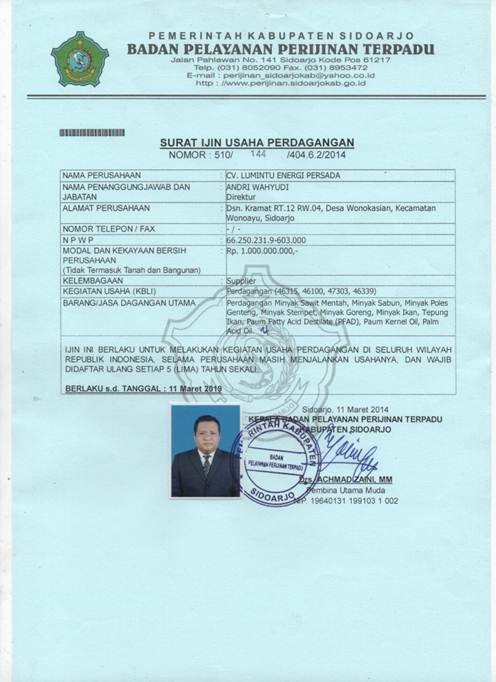 PEMERINTAH KABUPATEN SIDOARJO
BADAN PELAYANAN PERIJINAN TERPADU
Jalan Pahlawan No. 141 Sidoarjo Kode Pos 61217
Telp. (031) 8052090 Fax. (031) 8953472
E-mail : perijinan_sidoarjokab@yahoo.co.id
http : //www.perijinan.sidoarjokab.go.id
SURAT IJIN USAHA PERDAGANGAN
NOMOR : 510/ 144 /404.6.2/2014
NAMA PERUSAHAAN : CV. LUMINTU ENERGI PERSADA
NAMA PENANGGUNGJAWAB DAN JABATAN : ANDRI WAHYUDI
Direktur
ALAMAT PERUSAHAAN : Dsn. Kramat RT.12 RW.04, Desa Wonokasian, Kecamatan
Wonoayu, Sidoarjo
NOMOR TELEPON / FAX : - / -
N P W P : 66.250.231.9-603.000
MODAL DAN KEKAYAAN BERSIH PERUSAHAAN : Rp. 1.000.000.000,-
(Tidak Termasuk Tanah dan Bangunan)
KELEMBAGAAN : Supplier
KEGIATAN USAHA (KBLI) : Perdagangan (46315, 46100, 47303, 46339)
BARANG/JASA DAGANGAN UTAMA : Perdagangan Minyak Sawit Mentah, Minyak Sabun, Minyak Poles
Genteng, Minyak Stempet, Minyak Goreng, Minyak Ikan, Tepung
Ikan, Paum Fatty Acid Destilate (PFAD), Paum Kernel Oil, Palm
Acid Oil.
IJIN INI BERLAKU UNTUK MELAKUKAN KEGIATAN USAHA PERDAGANGAN DI SELURUH WILAYAH
REPUBLIK INDONESIA, SELAMA PERUSAHAAN MASIH MENJALANKAN USAHANYA, DAN WAJIB
DIDAFTAR ULANG SETIAP 5 (LIMA) TAHUN SEKALI.
BERLAKU s.d. TANGGAL : 11 Maret 2019
Sidoarjo, 11 Maret 2014
KEPALA BADAN PELAYANAN PERIJINAN TERPADU
KABUPATEN SIDOARJO
PEMERINTAH KABUPATEN
BADAN
PELAYANAN PERIJINAN TERPADU
SIDOARJO
Drs. ACHMAD ZAINI, MM
Pembina Utama Muda
NIP. 19640131 199103 1 002